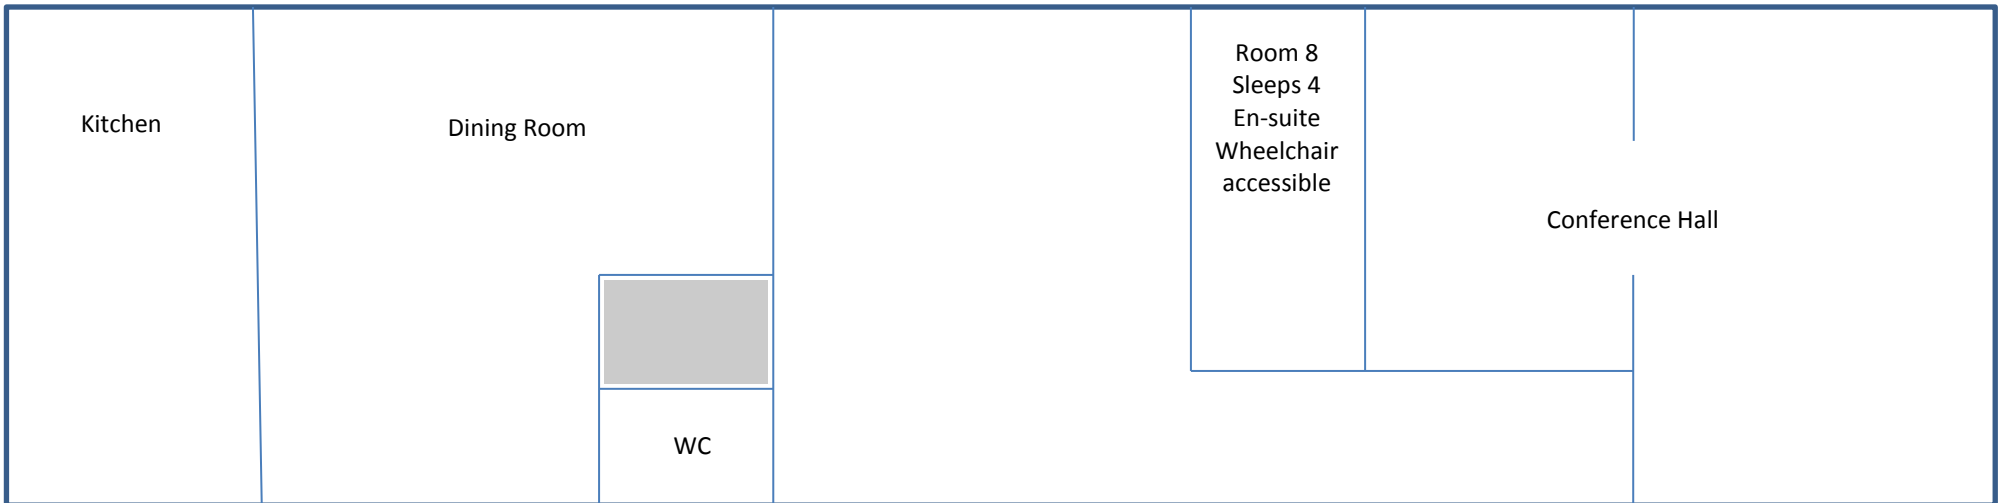 Kitchen
Dining Room
Room 8
Sleeps 4
En-suite
Wheelchair
accessible
Conference Hall
WC